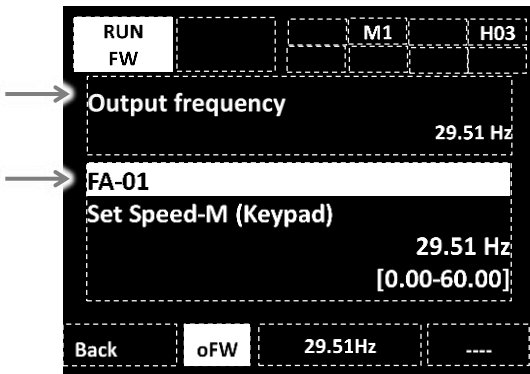 RUN M1 H03
FW
Output frequency
29.51 Hz
FA-01
Set Speed-M (Keypad)
29.51 Hz
[0.00-60.00]
Back oFW 29.51Hz ----